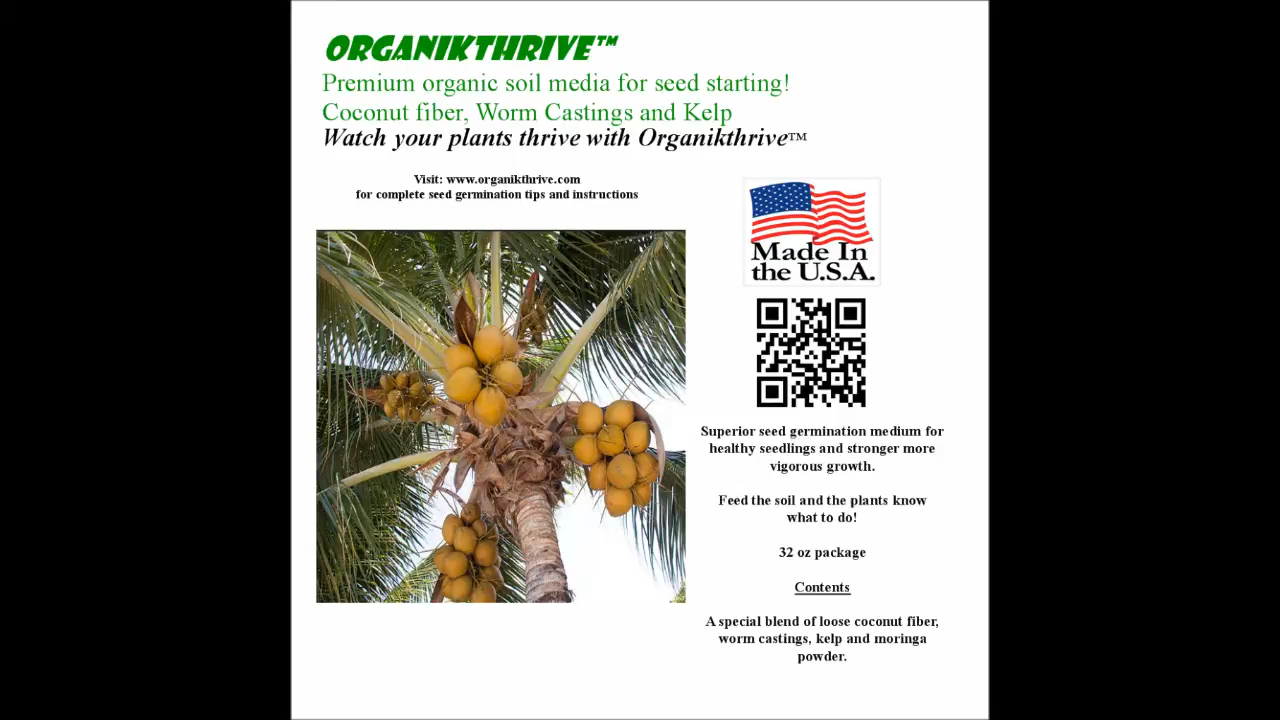 ORGANIKTHRIVE™
Premium organic soil media for seed starting!
Coconut fiber, Worm Castings and Kelp
Watch your plants thrive with Organikthrive™
Visit: www.organikthrive.com
for complete seed germination tips and instructions
Made In
the U.S.A.
Superior seed germination medium for
healthy seedlings and stronger more
vigorous growth.
Feed the soil and the plants know
what to do!
32 oz package
Contents
A special blend of loose coconut fiber,
worm castings, kelp and moringa
powder.